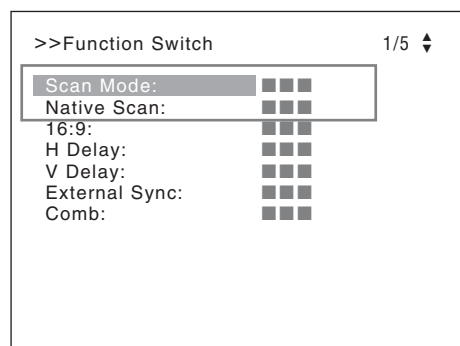 >>Function Switch 1/5
Scan Mode: ■■■
Native Scan: ■■■
16:9: ■■■
H Delay: ■■■
V Delay: ■■■
External Sync: ■■■
Comb: ■■■